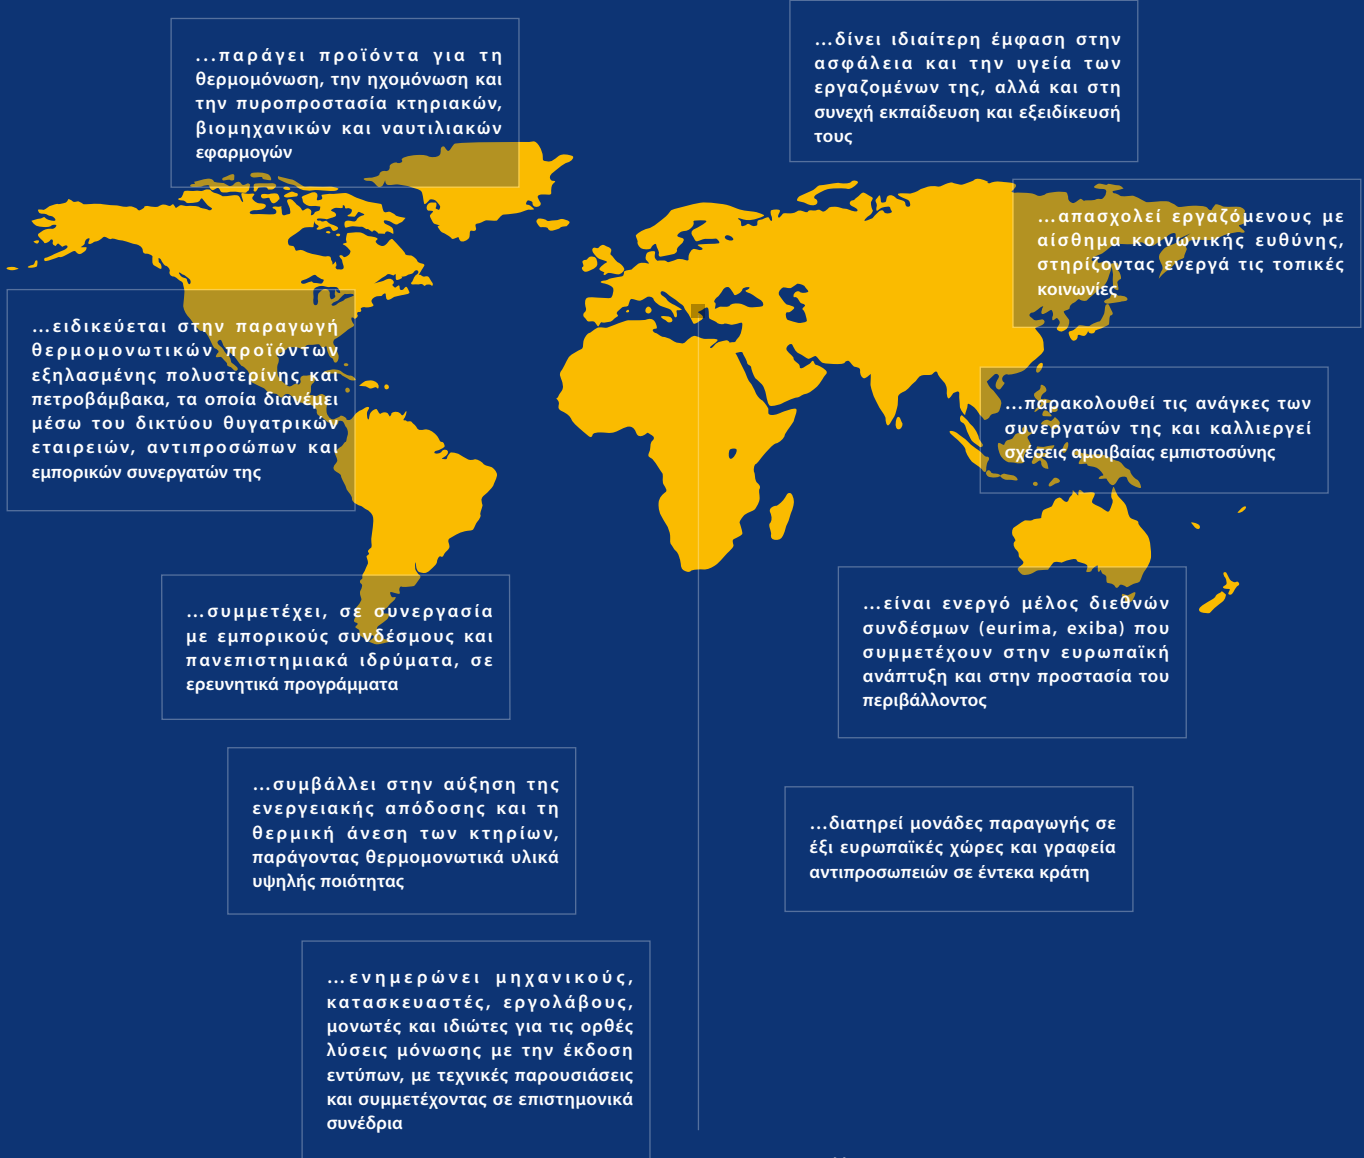 ...παράγει προϊόντα για τη
θερμομόνωση, την ηχομόνωση και
την πυροπροστασία κτηριακών,
βιομηχανικών και ναυτιλιακών
εφαρμογών
...δίνει ιδιαίτερη έμφαση στην
ασφάλεια και την υγεία των
εργαζομένων της, αλλά και στη
συνεχή εκπαίδευση και εξειδίκευσή
τους
...απασχολεί εργαζόμενους με
αίσθημα κοινωνικής ευθύνης,
στηρίζοντας ενεργά τις τοπικές
κοινωνίες
...ειδικεύεται στην παραγωγή
θερμομονωτικών προϊόντων
εξηλασμένης πολυστερίνης και
πετροβάμβακα, τα οποία διανέμει
μέσω του δικτύου θυγατρικών
εταιρειών, αντιπροσώπων και
εμπορικών συνεργατών της
...παρακολουθεί τις ανάγκες των
συνεργατών της και καλλιεργεί
σχέσεις αμοιβαίας εμπιστοσύνης
...συμμετέχει, σε συνεργασία
με εμπορικούς συνδέσμους και
πανεπιστημιακά ιδρύματα, σε
ερευνητικά προγράμματα
...είναι ενεργό μέλος διεθνών
συνδέσμων (eurima, exiba) που
συμμετέχουν στην ευρωπαϊκή
ανάπτυξη και στην προστασία του
περιβάλλοντος
...συμβάλλει στην αύξηση της
ενεργειακής απόδοσης και τη
θερμική άνεση των κτηρίων,
παράγοντας θερμομονωτικά υλικά
υψηλής ποιότητας
...διατηρεί μονάδες παραγωγής σε
έξι ευρωπαϊκές χώρες και γραφεία
αντιπροσωπειών σε έντεκα κράτη
...ενημερώνει μηχανικούς,
κατασκευαστές, εργολάβους,
μονωτές και ιδιώτες για τις ορθές
λύσεις μόνωσης με την έκδοση
εντύπων, με τεχνικές παρουσιάσεις
και συμμετέχοντας σε επιστημονικά
συνέδρια